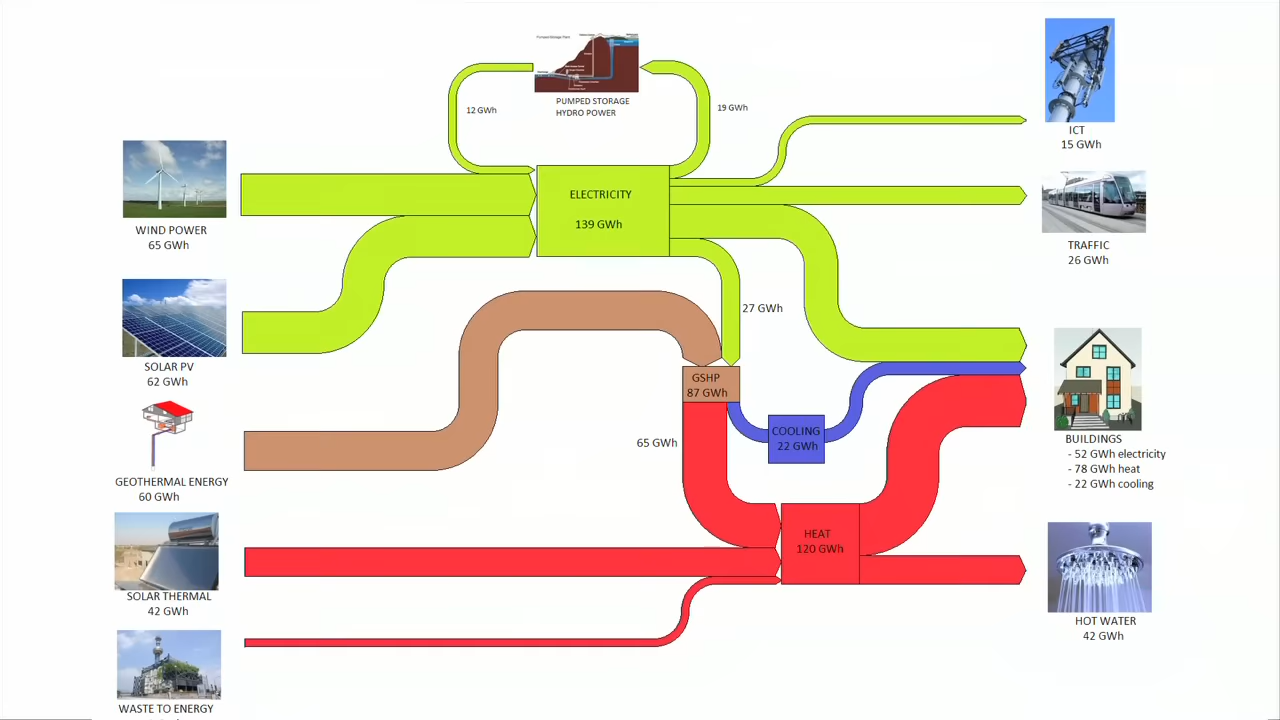 PUMPED STORAGE
HYDRO POWER
12 GWh
19 GWh
ICT
15 GWh
ELECTRICITY
139 GWh
WIND POWER
65 GWh
TRAFFIC
26 GWh
27 GWh
SOLAR PV
62 GWh
GSHP
87 GWh
65 GWh
COOLING
22 GWh
BUILDINGS
- 52 GWh electricity
- 78 GWh heat
- 22 GWh cooling
GEOTHERMAL ENERGY
60 GWh
HEAT
120 GWh
SOLAR THERMAL
42 GWh
HOT WATER
42 GWh
WASTE TO ENERGY